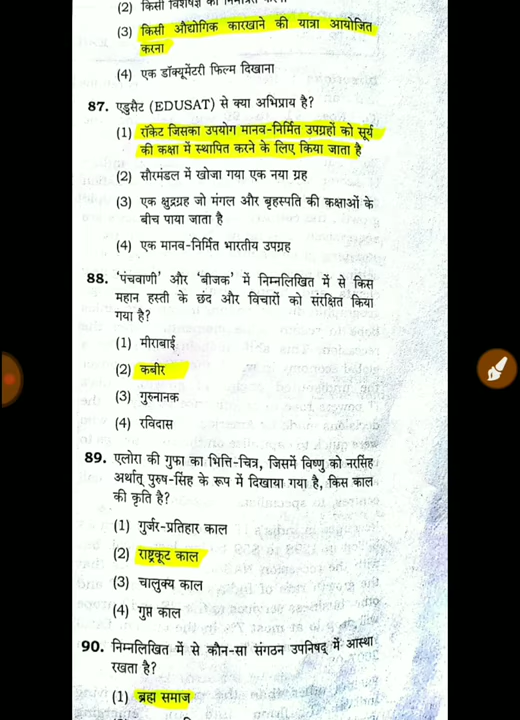 (2) किसी विशेषज्ञ को निमंत्रित करना
(3) किसी औद्योगिक कारखाने की यात्रा आयोजित
करना
(4) एक डॉक्यूमेंटरी फिल्म दिखाना
87. एडुसैट (EDUSAT) से क्या अभिप्राय है?
(1) रॉकेट जिसका उपयोग मानव-निर्मित उपग्रहों को सूर्य
की कक्षा में स्थापित करने के लिए किया जाता है
(2) सौरमंडल में खोजा गया एक नया ग्रह
(3) एक क्षुद्रग्रह जो मंगल और बृहस्पति की कक्षाओं के
बीच पाया जाता है
(4) एक मानव-निर्मित भारतीय उपग्रह
88. 'पंचवाणी' और 'बीजक' में निम्नलिखित में से किस
महान हस्ती के छंद और विचारों को संरक्षित किया
गया है?
(1) मीराबाई
(2) कबीर
(3) गुरुनानक
(4) रविदास
89. एलोरा की गुफा का भित्ति-चित्र, जिसमें विष्णु को नरसिंह
अर्थात् पुरुष-सिंह के रूप में दिखाया गया है, किस काल
की कृति है?
(1) गुर्जर-प्रतिहार काल
(2) राष्ट्रकूट काल
(3) चालुक्य काल
(4) गुप्त काल
90. निम्नलिखित में से कौन-सा संगठन उपनिषद् में आस्था
रखता है?
(1) ब्रह्म समाज